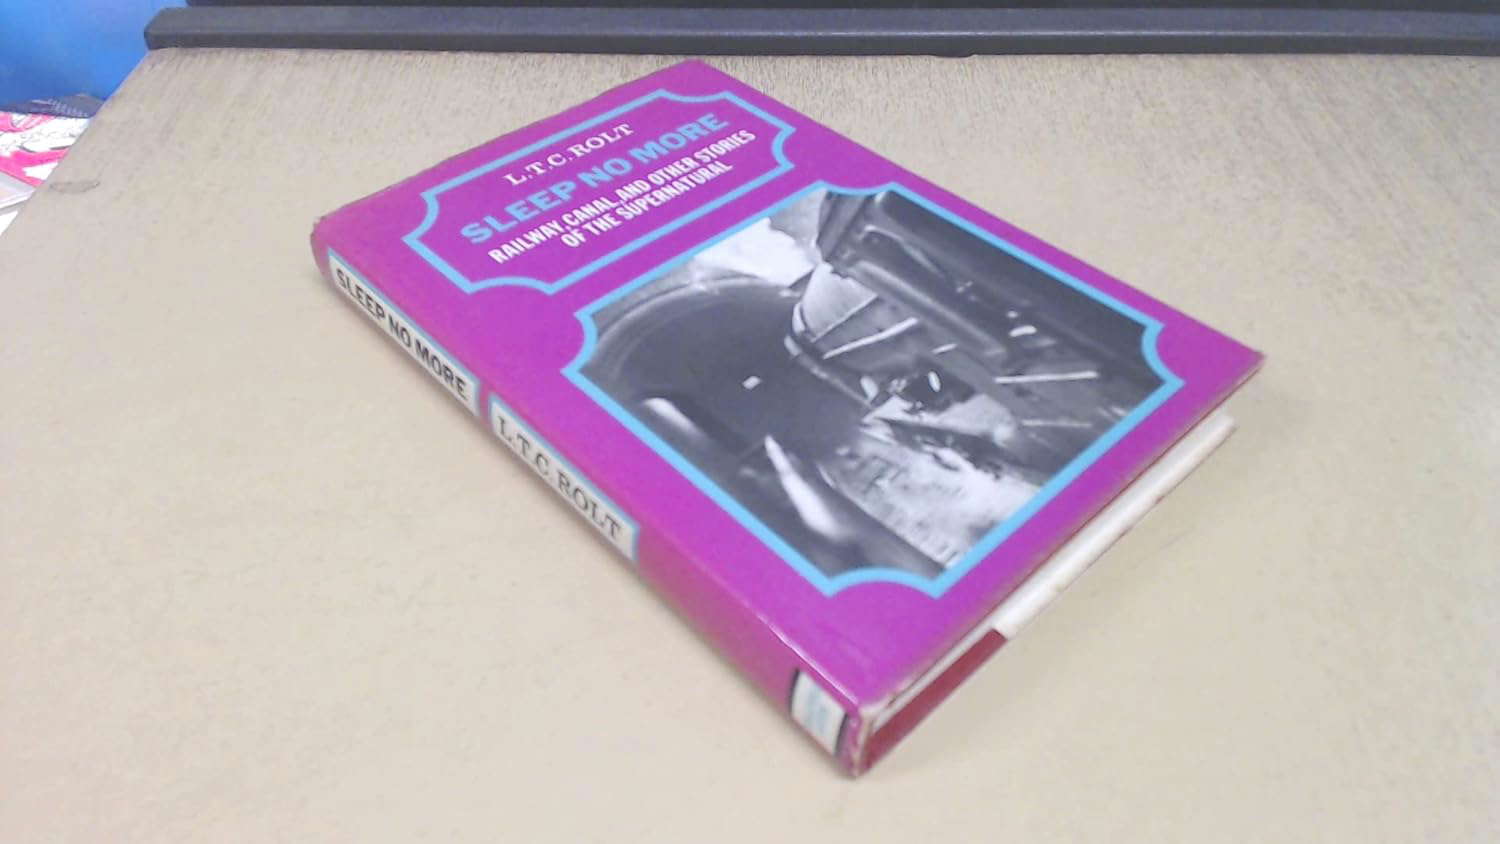 L.T.C.ROLT
SLEEP NO MORE
RAILWAY, CANAL, AND OTHER STORIES
OF THE SUPERNATURAL
SLEEP NO MORE
L.T.C. ROLT